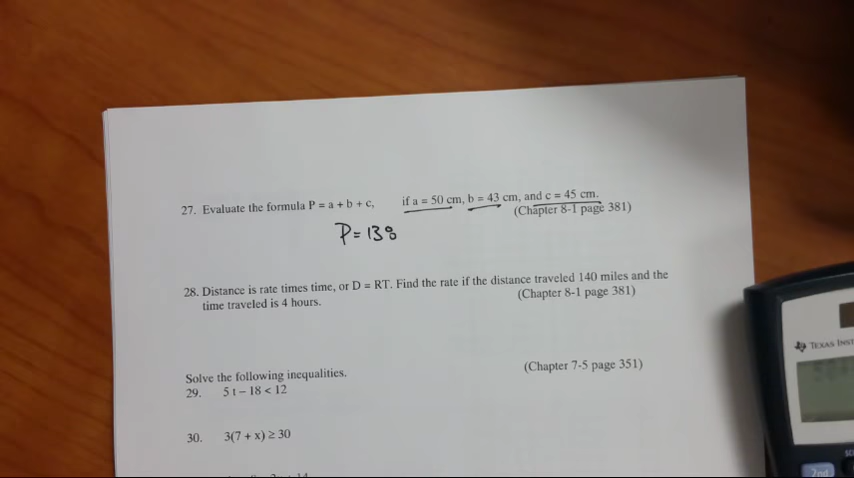 27. Evaluate the formula P = a + b + c, if a = 50 cm, b = 43 cm, and c = 45 cm.
(Chapter 8-1 page 381)
P = 138
28. Distance is rate times time, or D = RT. Find the rate if the distance traveled 140 miles and the
time traveled is 4 hours. (Chapter 8-1 page 381)
Solve the following inequalities. (Chapter 7-5 page 351)
29. 5 t – 18 < 12
30. 3(7 + x) ≥ 30
TEXAS INST
2nd